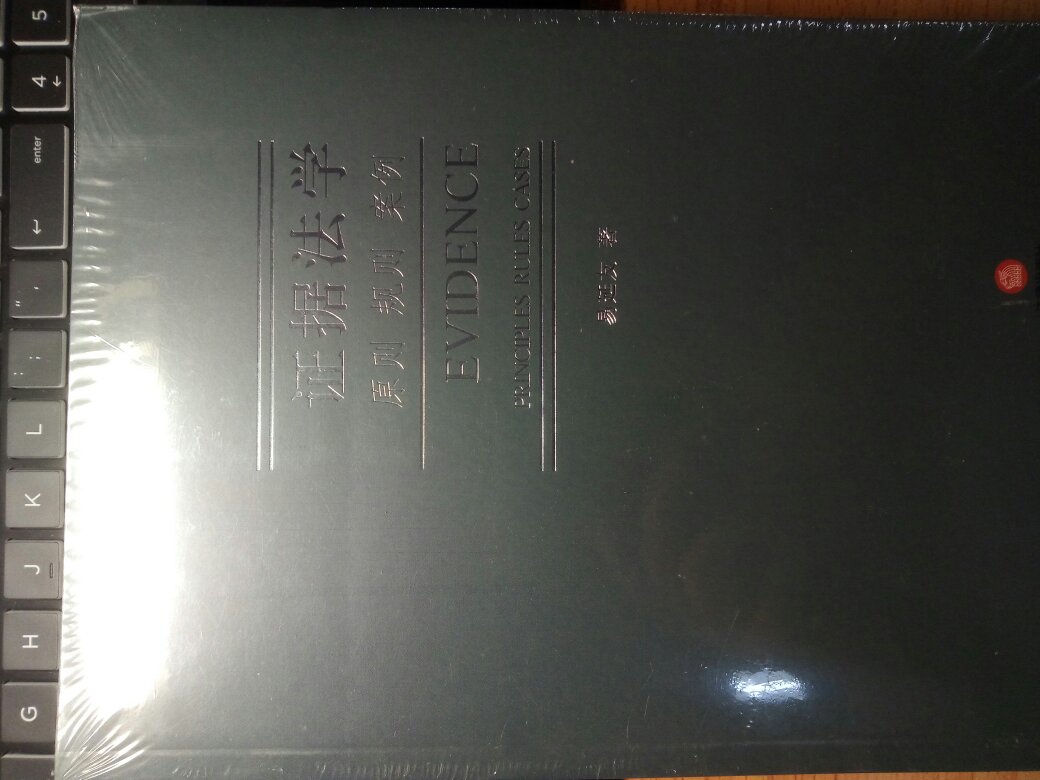 证据法学
原则 规则 案例
EVIDENCE
PRINCIPLES RULES CASES
易延友 著
5
4
enter
" '
: ;
L
K
J
H
G